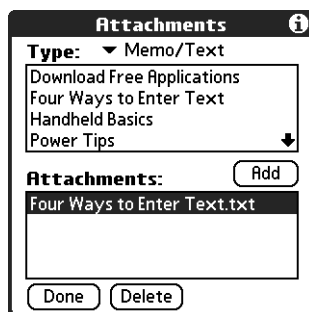 Attachments
Type: Memo/Text
Download Free Applications
Four Ways to Enter Text
Handheld Basics
Power Tips
Attachments: Add
Four Ways to Enter Text.txt
Done Delete